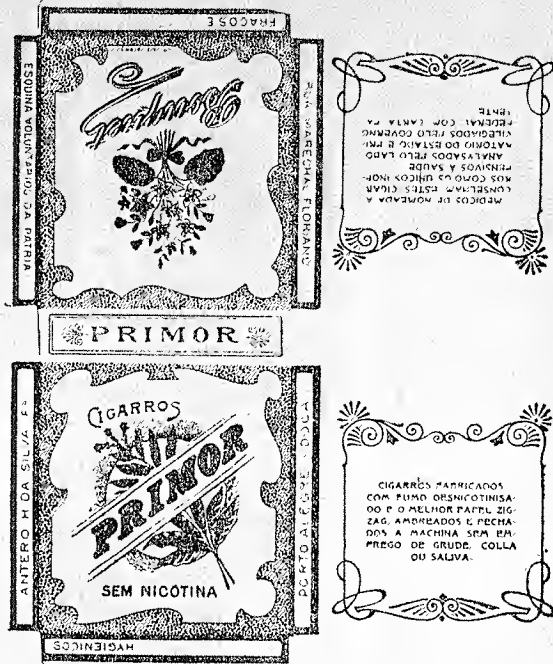 FRACOS E
Bouquet
ESQUINA VOLUNTARIOS DA PATRIA
RUA MARECHAL FLORIANO
MEDICOS DE NOMEADA A
CONSELHAM ESTES CIGAR
ROS COMO OS UNICOS INOF-
FENSIVOS A SAUDE
ANALYSADOS PELO LABO
RATORIO DO ESTADO E PRI-
VILEGIADOS PELO GOVERNO
FEDERAL COM CARTA PA
TENTE
PRIMOR
CIGARROS
PRIMOR
SEM NICOTINA
ANTERO H DA SILVA
PORTO ALEGRE
HYGIENICOS
CIGARROS FABRICADOS
COM FUMO DESNICOTINISA-
DO E O MELHOR PAPEL ZIG-
ZAG, AMBREADOS E FECHA-
DOS A MACHINA SEM EM-
PREGO DE GRUDE, COLLA
OU SALIVA-